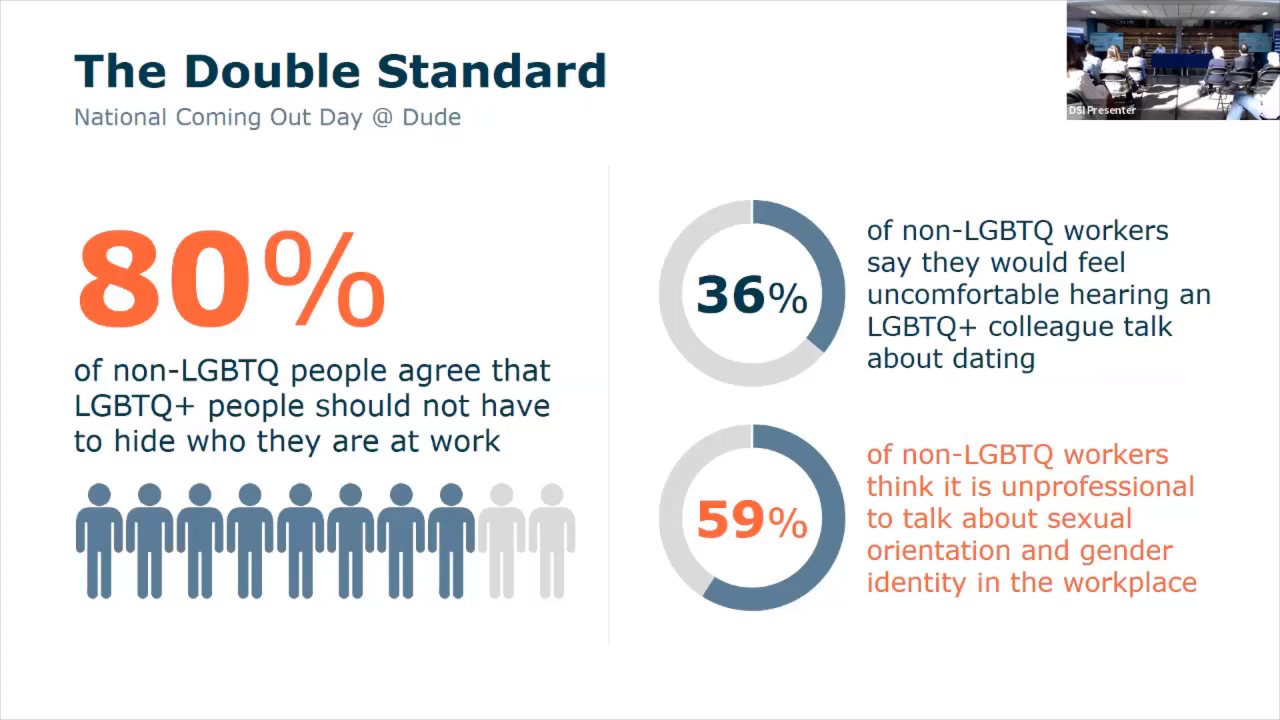 The Double Standard
National Coming Out Day @ Dude
DSI Presenter
80%
of non-LGBTQ people agree that
LGBTQ+ people should not have
to hide who they are at work
36%
of non-LGBTQ workers
say they would feel
uncomfortable hearing an
LGBTQ+ colleague talk
about dating
59%
of non-LGBTQ workers
think it is unprofessional
to talk about sexual
orientation and gender
identity in the workplace